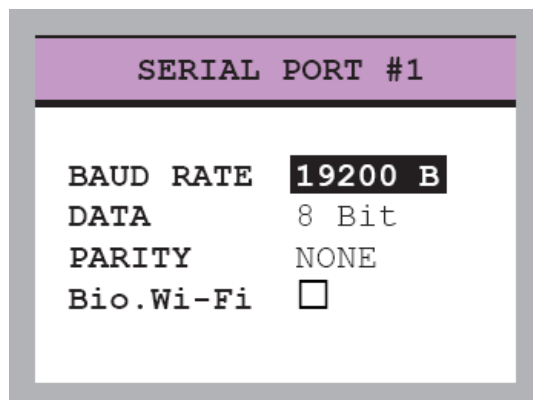 SERIAL PORT #1
BAUD RATE 19200 B
DATA 8 Bit
PARITY NONE
Bio.Wi-Fi